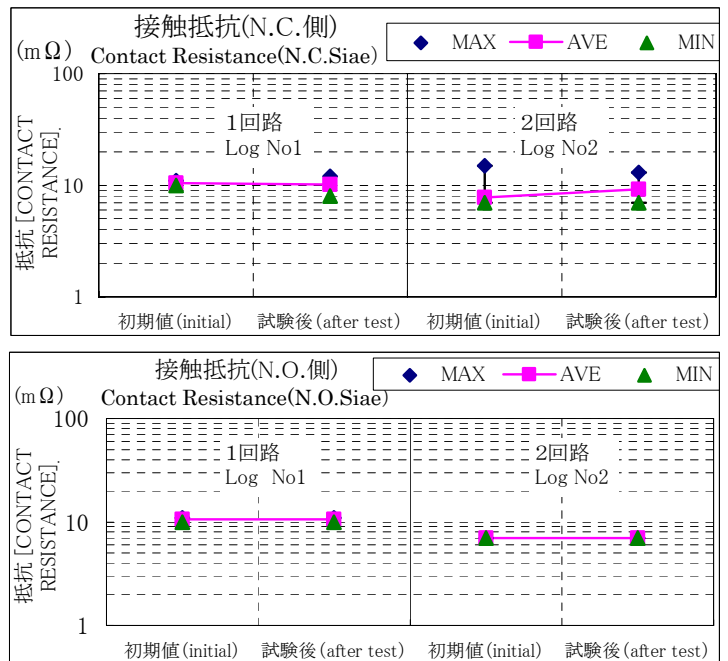 接触抵抗(N.C.側)
(mΩ) Contact Resistance(N.C.Siae)
MAX AVE MIN
100
10
1
抵抗 [CONTACT
RESISTANCE].
1回路
Log No1
2回路
Log No2
初期値(initial) 試験後(after test) 初期値(initial) 試験後(after test)
接触抵抗(N.O.側)
(mΩ) Contact Resistance(N.O.Siae)
MAX AVE MIN
100
10
1
抵抗 [CONTACT
RESISTANCE].
1回路
Log No1
2回路
Log No2
初期値(initial) 試験後(after test) 初期値(initial) 試験後(after test)